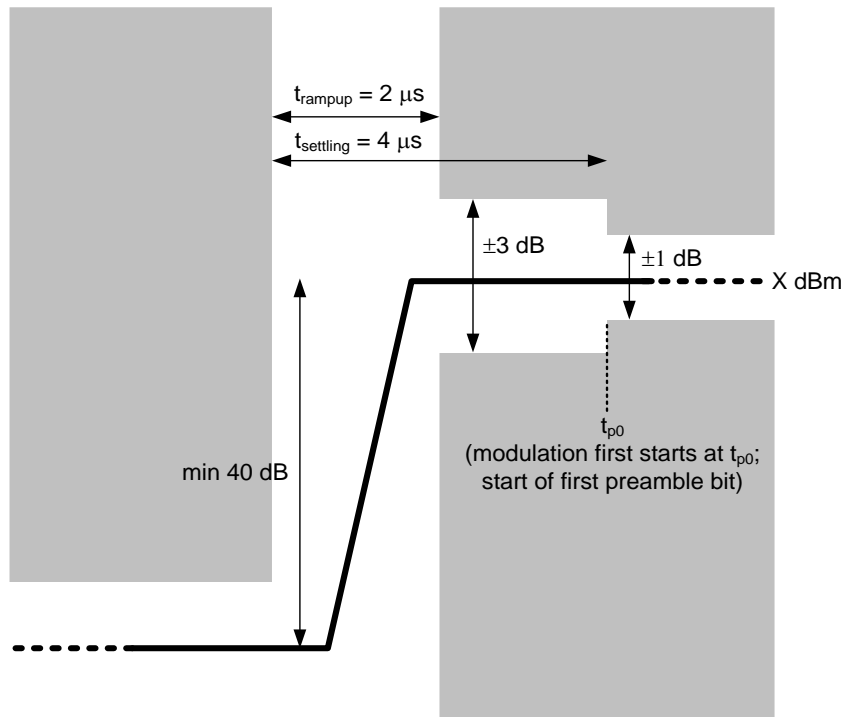 t_rampup = 2 μs
t_settling = 4 μs
±3 dB
±1 dB
X dBm
min 40 dB
t_p0
(modulation first starts at t_p0;
start of first preamble bit)